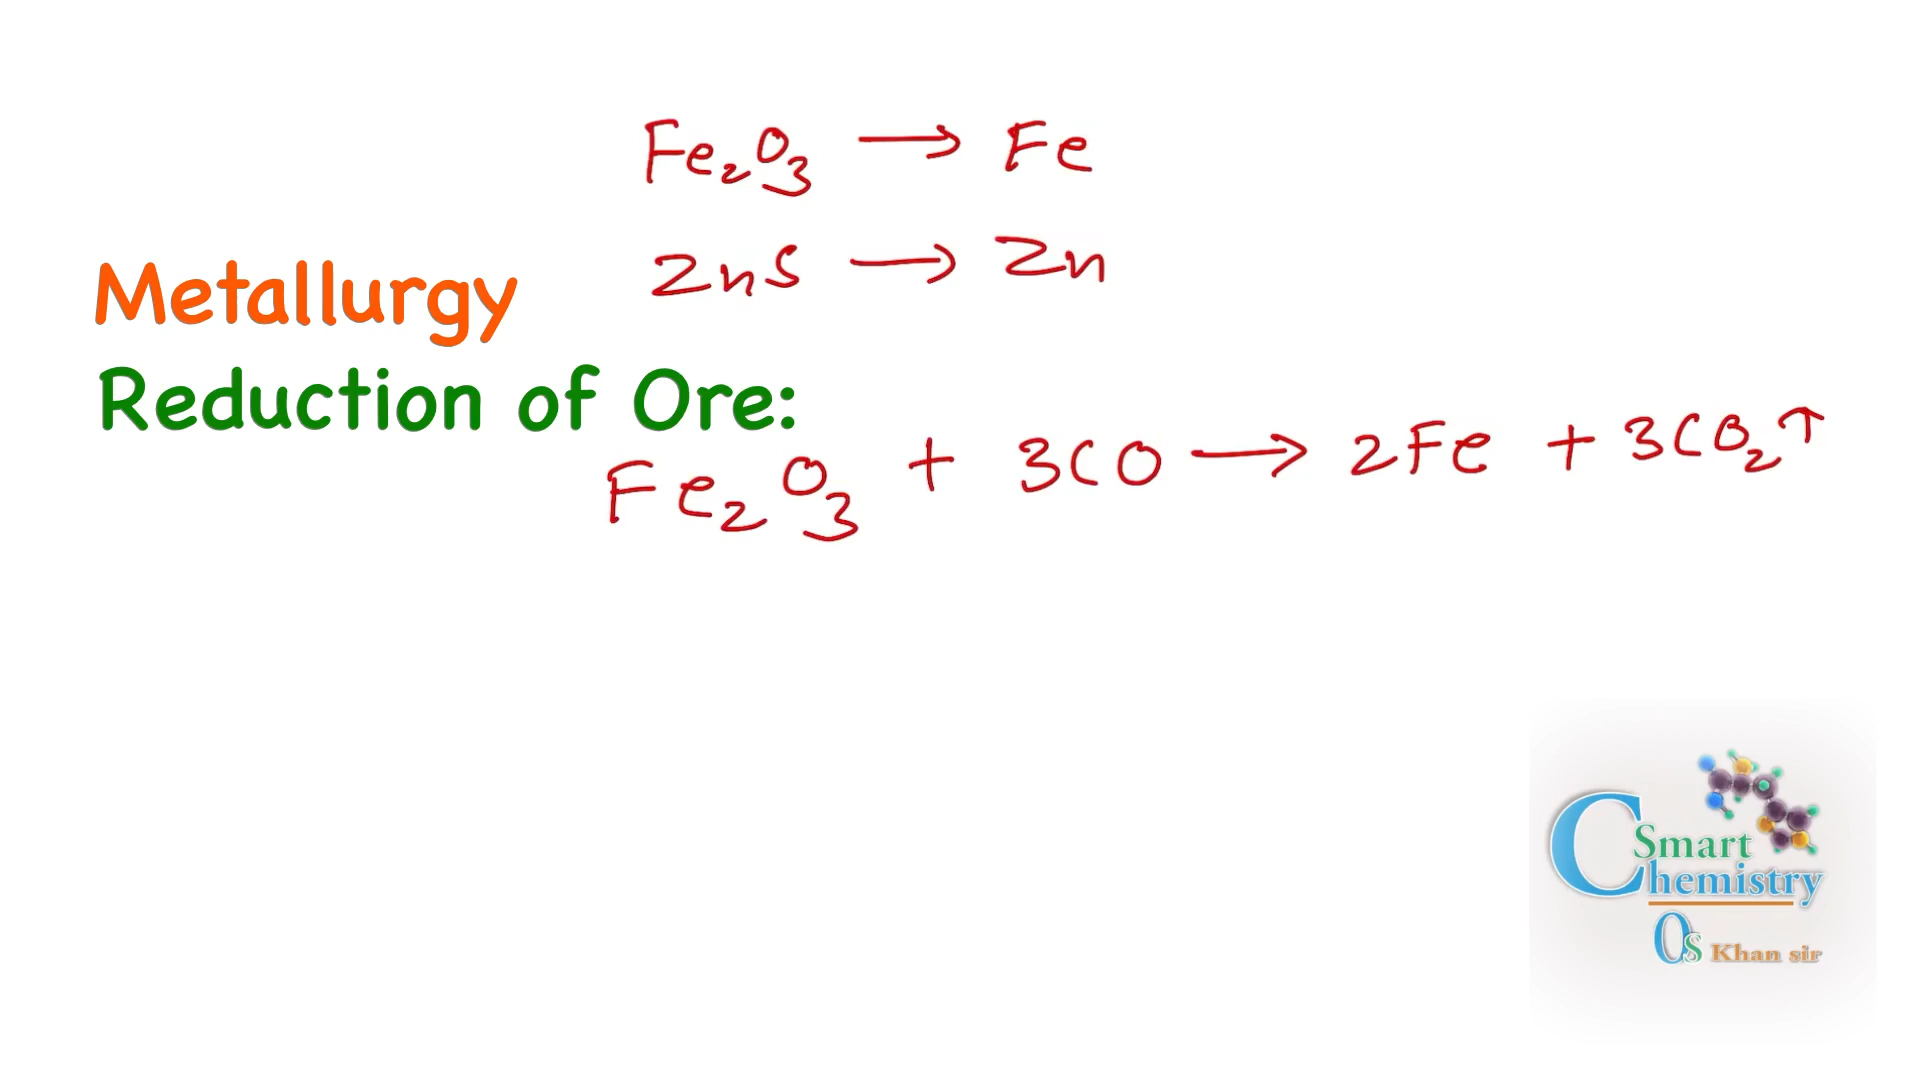 Fe₂O₃ → Fe
ZnS → Zn
Metallurgy
Reduction of Ore:
Fe₂O₃ + 3CO → 2Fe + 3CO₂↑
Smart
Chemistry
Os Khan sir